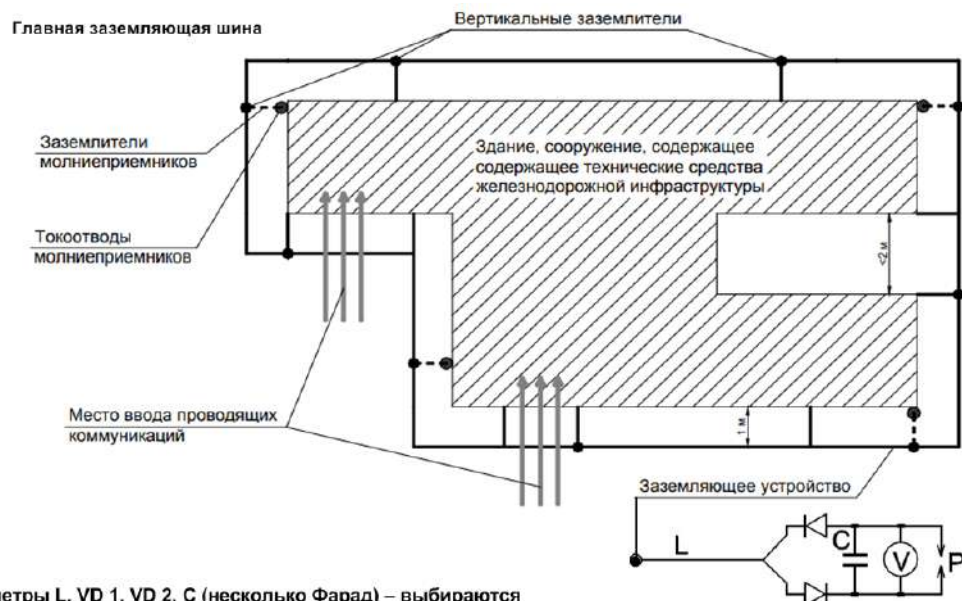 Главная заземляющая шина
Вертикальные заземлители
Заземлители
молниеприемников
Здание, сооружение, содержащее
содержащее технические средства
железнодорожной инфраструктуры
Токоотводы
молниеприемников
<2 м
Место ввода проводящих
коммуникаций
1 м
Заземляющее устройство
L
C
V
P
метры L, VD 1, VD 2, С (несколько Фарад) – выбираются